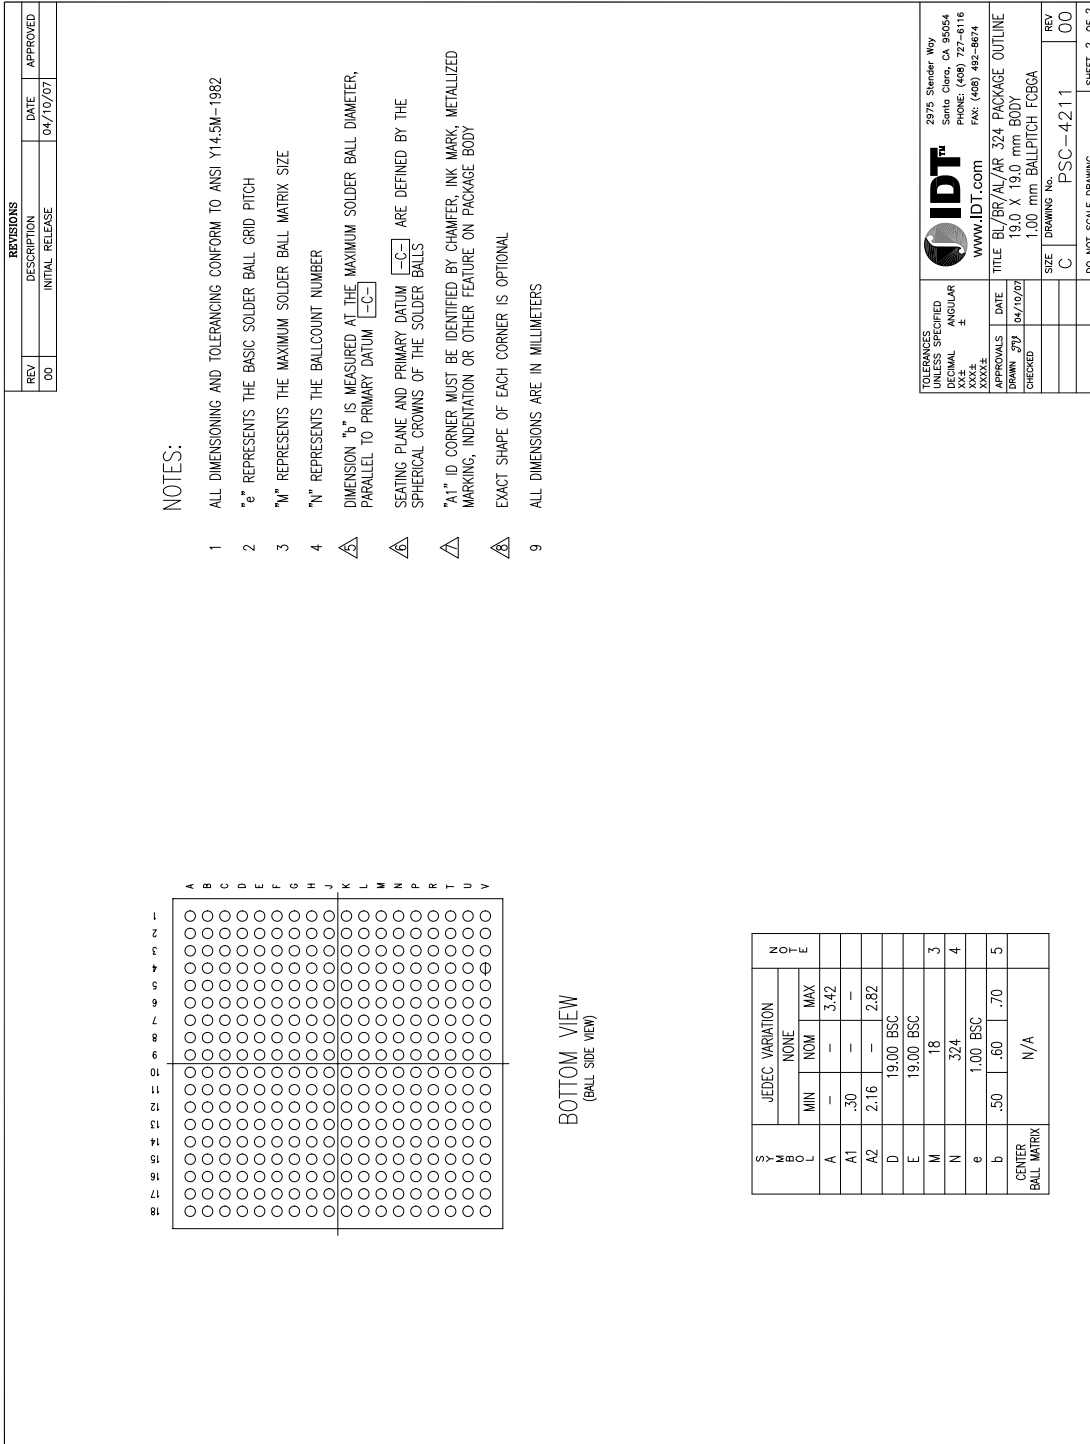 REVISIONS
REV DESCRIPTION DATE APPROVED
00 INITIAL RELEASE 04/10/07
NOTES:
1 ALL DIMENSIONING AND TOLERANCING CONFORM TO ANSI Y14.5M-1982
2 "e" REPRESENTS THE BASIC SOLDER BALL GRID PITCH
3 "M" REPRESENTS THE MAXIMUM SOLDER BALL MATRIX SIZE
4 "N" REPRESENTS THE BALLCOUNT NUMBER
5 DIMENSION "b" IS MEASURED AT THE MAXIMUM SOLDER BALL DIAMETER,
PARALLEL TO PRIMARY DATUM -C-
6 SEATING PLANE AND PRIMARY DATUM -C- ARE DEFINED BY THE
SPHERICAL CROWNS OF THE SOLDER BALLS
7 "A1" ID CORNER MUST BE IDENTIFIED BY CHAMFER, INK MARK, METALLIZED
MARKING, INDENTATION OR OTHER FEATURE ON PACKAGE BODY
8 EXACT SHAPE OF EACH CORNER IS OPTIONAL
9 ALL DIMENSIONS ARE IN MILLIMETERS
18 17 16 15 14 13 12 11 10 9 8 7 6 5 4 3 2 1
A
B
C
D
E
F
G
H
J
K
L
M
N
P
R
T
U
V
BOTTOM VIEW
(BALL SIDE VIEW)
SYMBOL JEDEC VARIATION NOTE
NONE
MIN NOM MAX
A - - 3.42
A1 .30 - -
A2 2.16 - 2.82
D 19.00 BSC
E 19.00 BSC
M 18 3
N 324 4
e 1.00 BSC
b .50 .60 .70 5
CENTER
BALL MATRIX N/A
TOLERANCES
UNLESS SPECIFIED
DECIMAL ANGULAR
XX± ±
XXX±
XXXX±
IDT™
www.IDT.com
2975 Stender Way
Santa Clara, CA 95054
PHONE: (408) 727-6116
FAX: (408) 492-8674
APPROVALS DATE
DRAWN 04/10/07
CHECKED
TITLE BL/BR/AL/AR 324 PACKAGE OUTLINE
19.0 X 19.0 mm BODY
1.00 mm BALLPITCH FCBGA
SIZE DRAWING No. REV
C PSC-4211 00
DO NOT SCALE DRAWING SHEET 2 OF 2